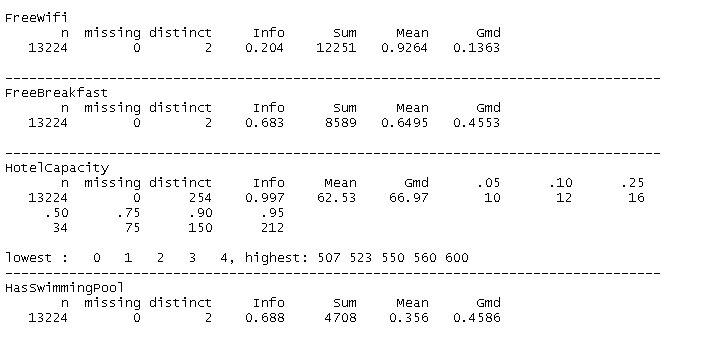 FreeWifi
n missing distinct Info Sum Mean Gmd
13224 0 2 0.204 12251 0.9264 0.1363
--------------------------------------------------------------------------------
FreeBreakfast
n missing distinct Info Sum Mean Gmd
13224 0 2 0.683 8589 0.6495 0.4553
--------------------------------------------------------------------------------
HotelCapacity
n missing distinct Info Mean Gmd .05 .10 .25
13224 0 254 0.997 62.53 66.97 10 12 16
.50 .75 .90 .95
34 75 150 212
lowest : 0 1 2 3 4, highest: 507 523 550 560 600
--------------------------------------------------------------------------------
HasSwimmingPool
n missing distinct Info Sum Mean Gmd
13224 0 2 0.688 4708 0.356 0.4586